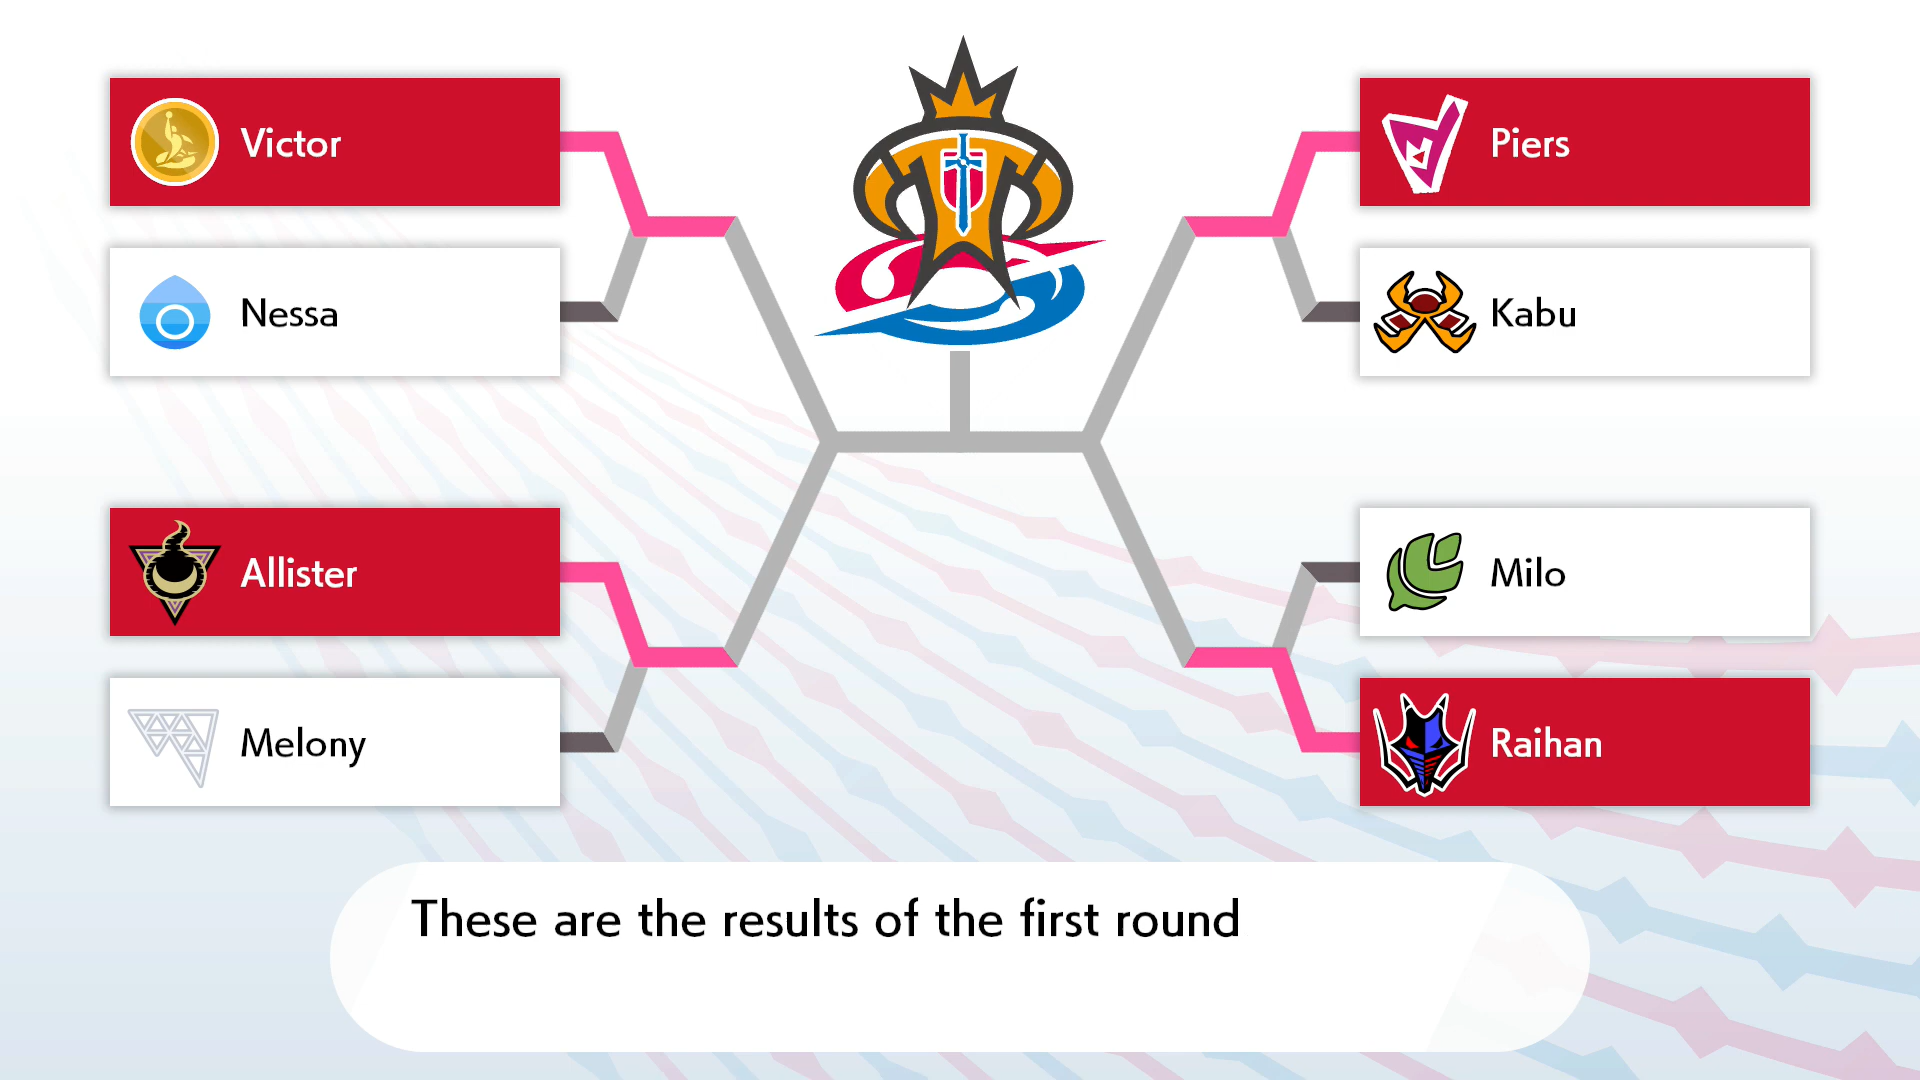 Victor
Nessa
Allister
Melony
Piers
Kabu
Milo
Raihan
These are the results of the first round